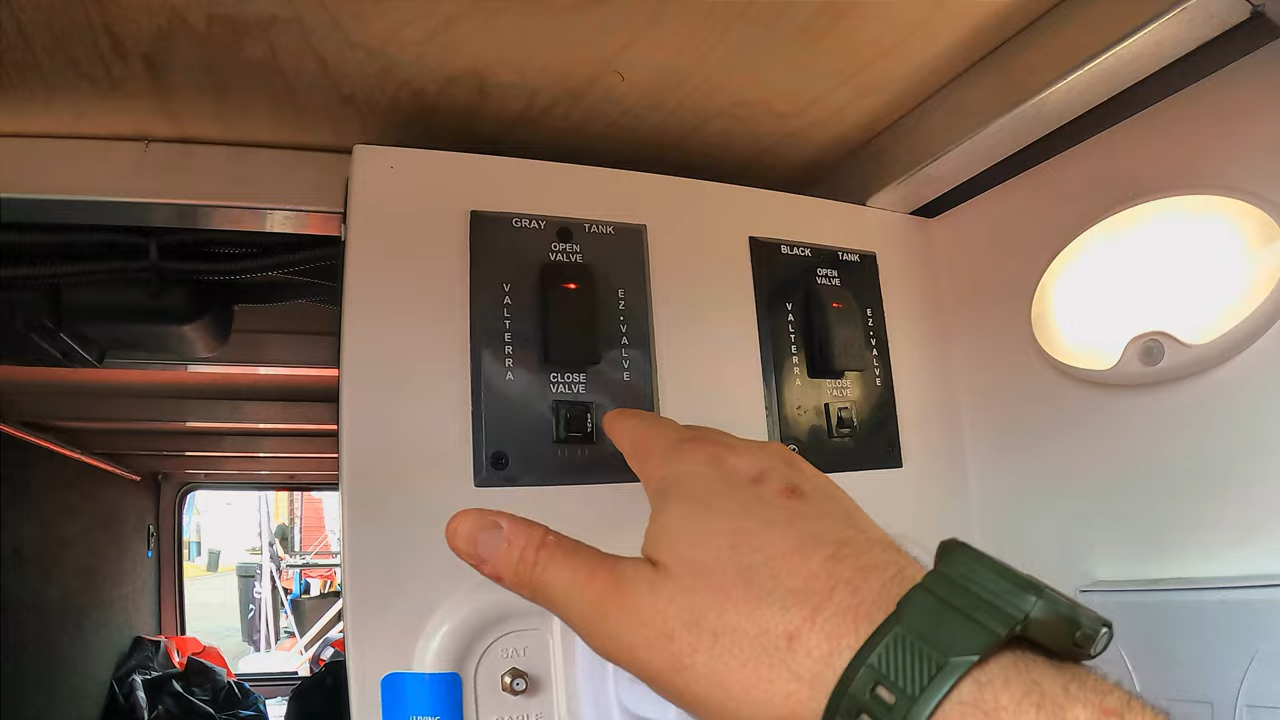 GRAY TANK
OPEN
VALVE
VALTERRA
EZ•VALVE
CLOSE
VALVE
BLACK TANK
OPEN
VALVE
VALTERRA
EZ•VALVE
CLOSE
VALVE
SAT
CABLE